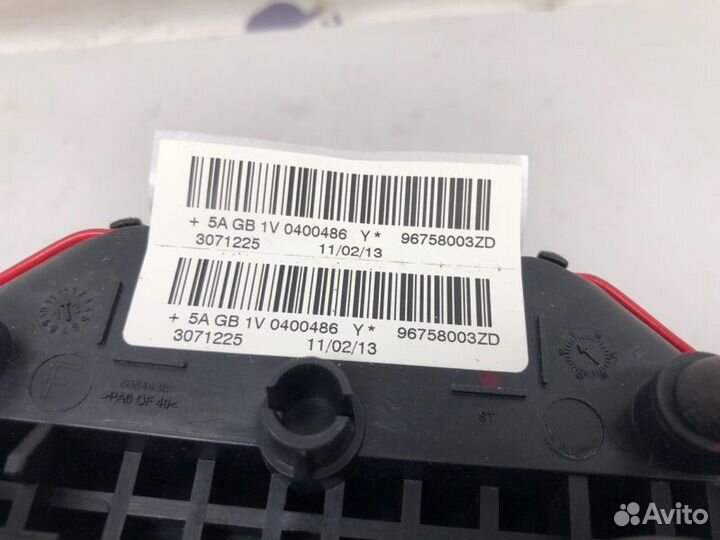 + 5A GB 1V 0400486 Y* 96758003ZD
3071225 11/02/13
+ 5A GB 1V 0400486 Y* 96758003ZD
3071225 11/02/13
>PA6 GF 40<
ST
Avito